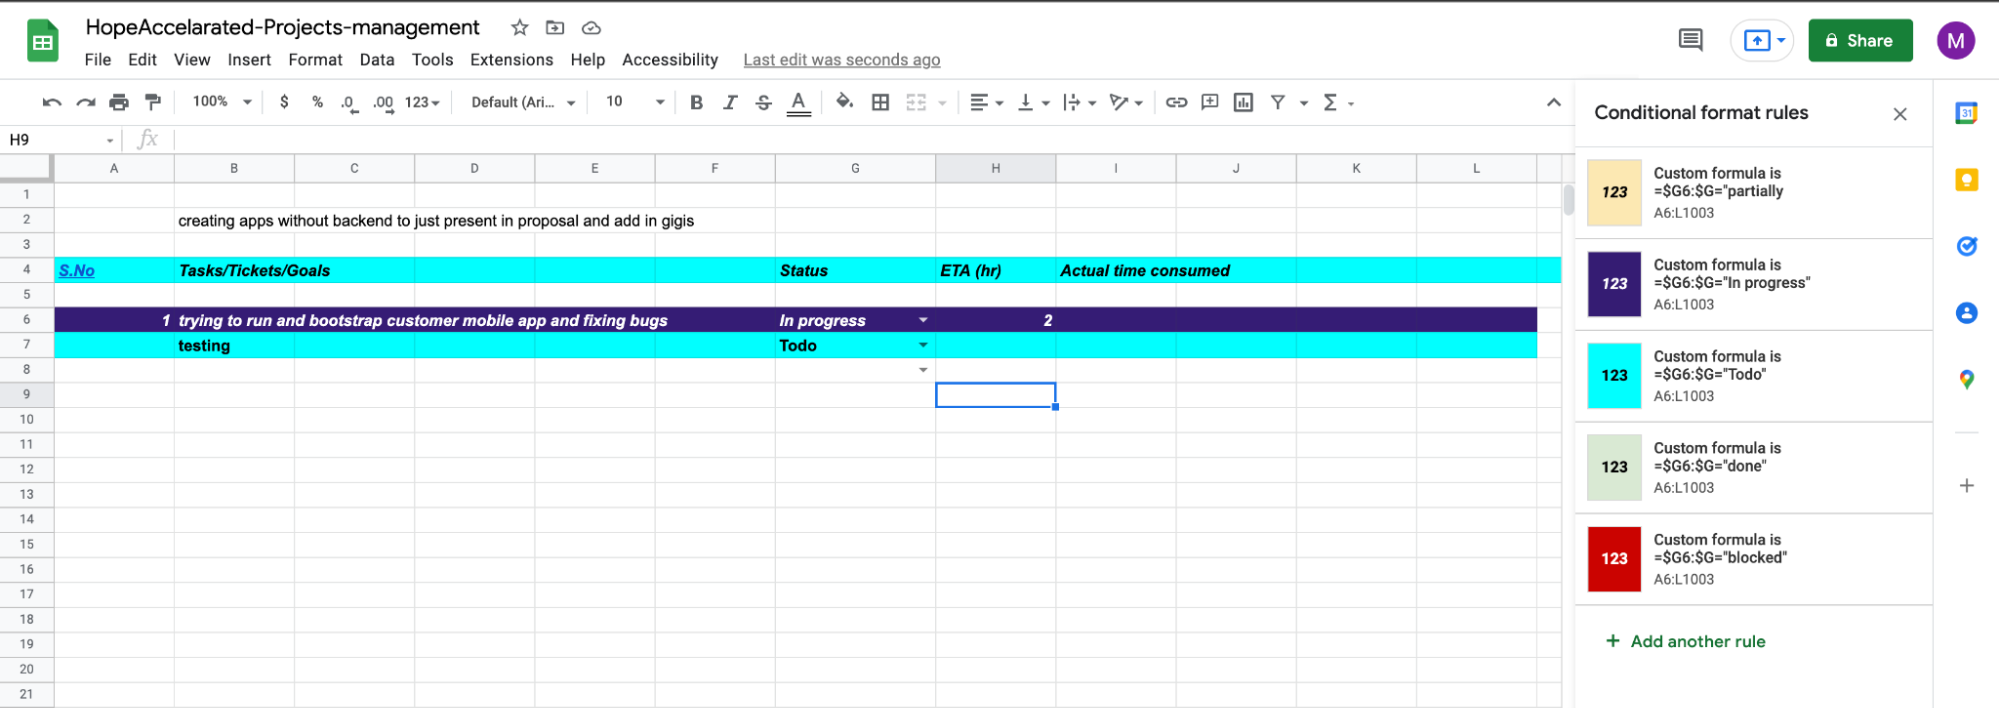 HopeAccelarated-Projects-management
File Edit View Insert Format Data Tools Extensions Help Accessibility Last edit was seconds ago
Share
M
100% $ % .0 .00 123 Default (Ari... 10 B I S A Σ
H9 fx
A B C D E F G H I J K L
1
2 creating apps without backend to just present in proposal and add in gigis
3
4 S.No Tasks/Tickets/Goals Status ETA (hr) Actual time consumed
5
6 1 trying to run and bootstrap customer mobile app and fixing bugs In progress 2
7 testing Todo
8
9
10
11
12
13
14
15
16
17
18
19
20
21
Conditional format rules
123 Custom formula is
=$G6:$G="partially
A6:L1003
123 Custom formula is
=$G6:$G="In progress"
A6:L1003
123 Custom formula is
=$G6:$G="Todo"
A6:L1003
123 Custom formula is
=$G6:$G="done"
A6:L1003
123 Custom formula is
=$G6:$G="blocked"
A6:L1003
+ Add another rule
31